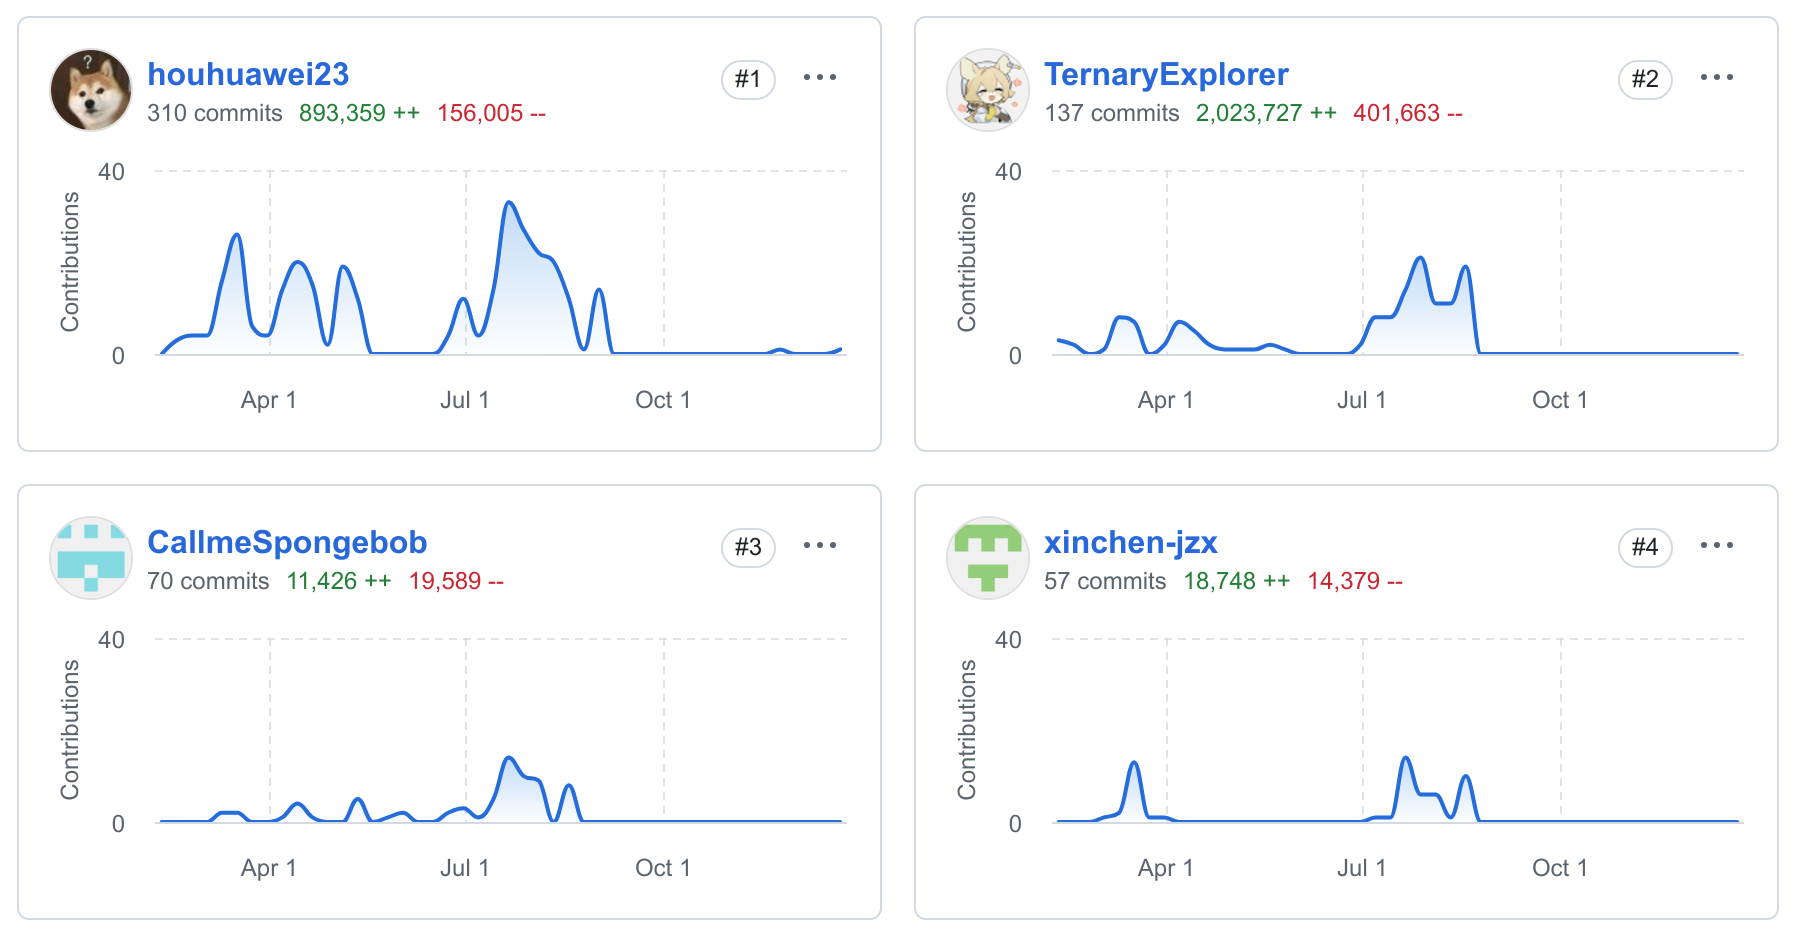 houhuawei23
#1
310 commits 893,359 ++ 156,005 --
40
Contributions
0
Apr 1 Jul 1 Oct 1
TernaryExplorer
#2
137 commits 2,023,727 ++ 401,663 --
40
Contributions
0
Apr 1 Jul 1 Oct 1
CallmeSpongebob
#3
70 commits 11,426 ++ 19,589 --
40
Contributions
0
Apr 1 Jul 1 Oct 1
xinchen-jzx
#4
57 commits 18,748 ++ 14,379 --
40
Contributions
0
Apr 1 Jul 1 Oct 1